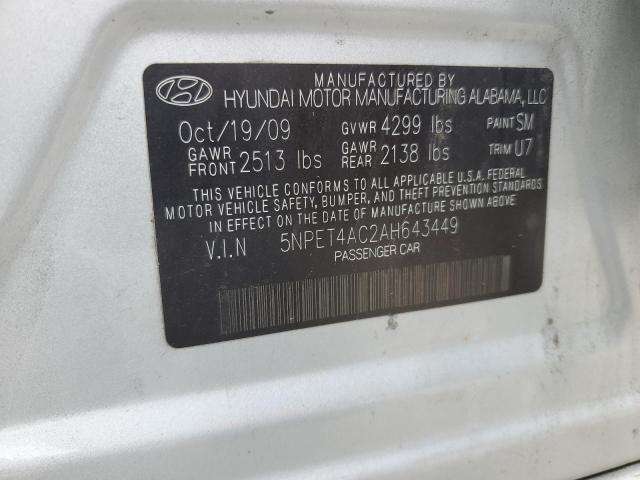 MANUFACTURED BY
HYUNDAI MOTOR MANUFACTURING ALABAMA, LLC
Oct/19/09 GVWR 4299 lbs PAINT SM
GAWR FRONT 2513 lbs GAWR REAR 2138 lbs TRIM U7
THIS VEHICLE CONFORMS TO ALL APPLICABLE U.S.A. FEDERAL
MOTOR VEHICLE SAFETY, BUMPER, AND THEFT PREVENTION STANDARDS
IN EFFECT ON THE DATE OF MANUFACTURE SHOWN ABOVE.
V.I.N 5NPET4AC2AH643449
PASSENGER CAR